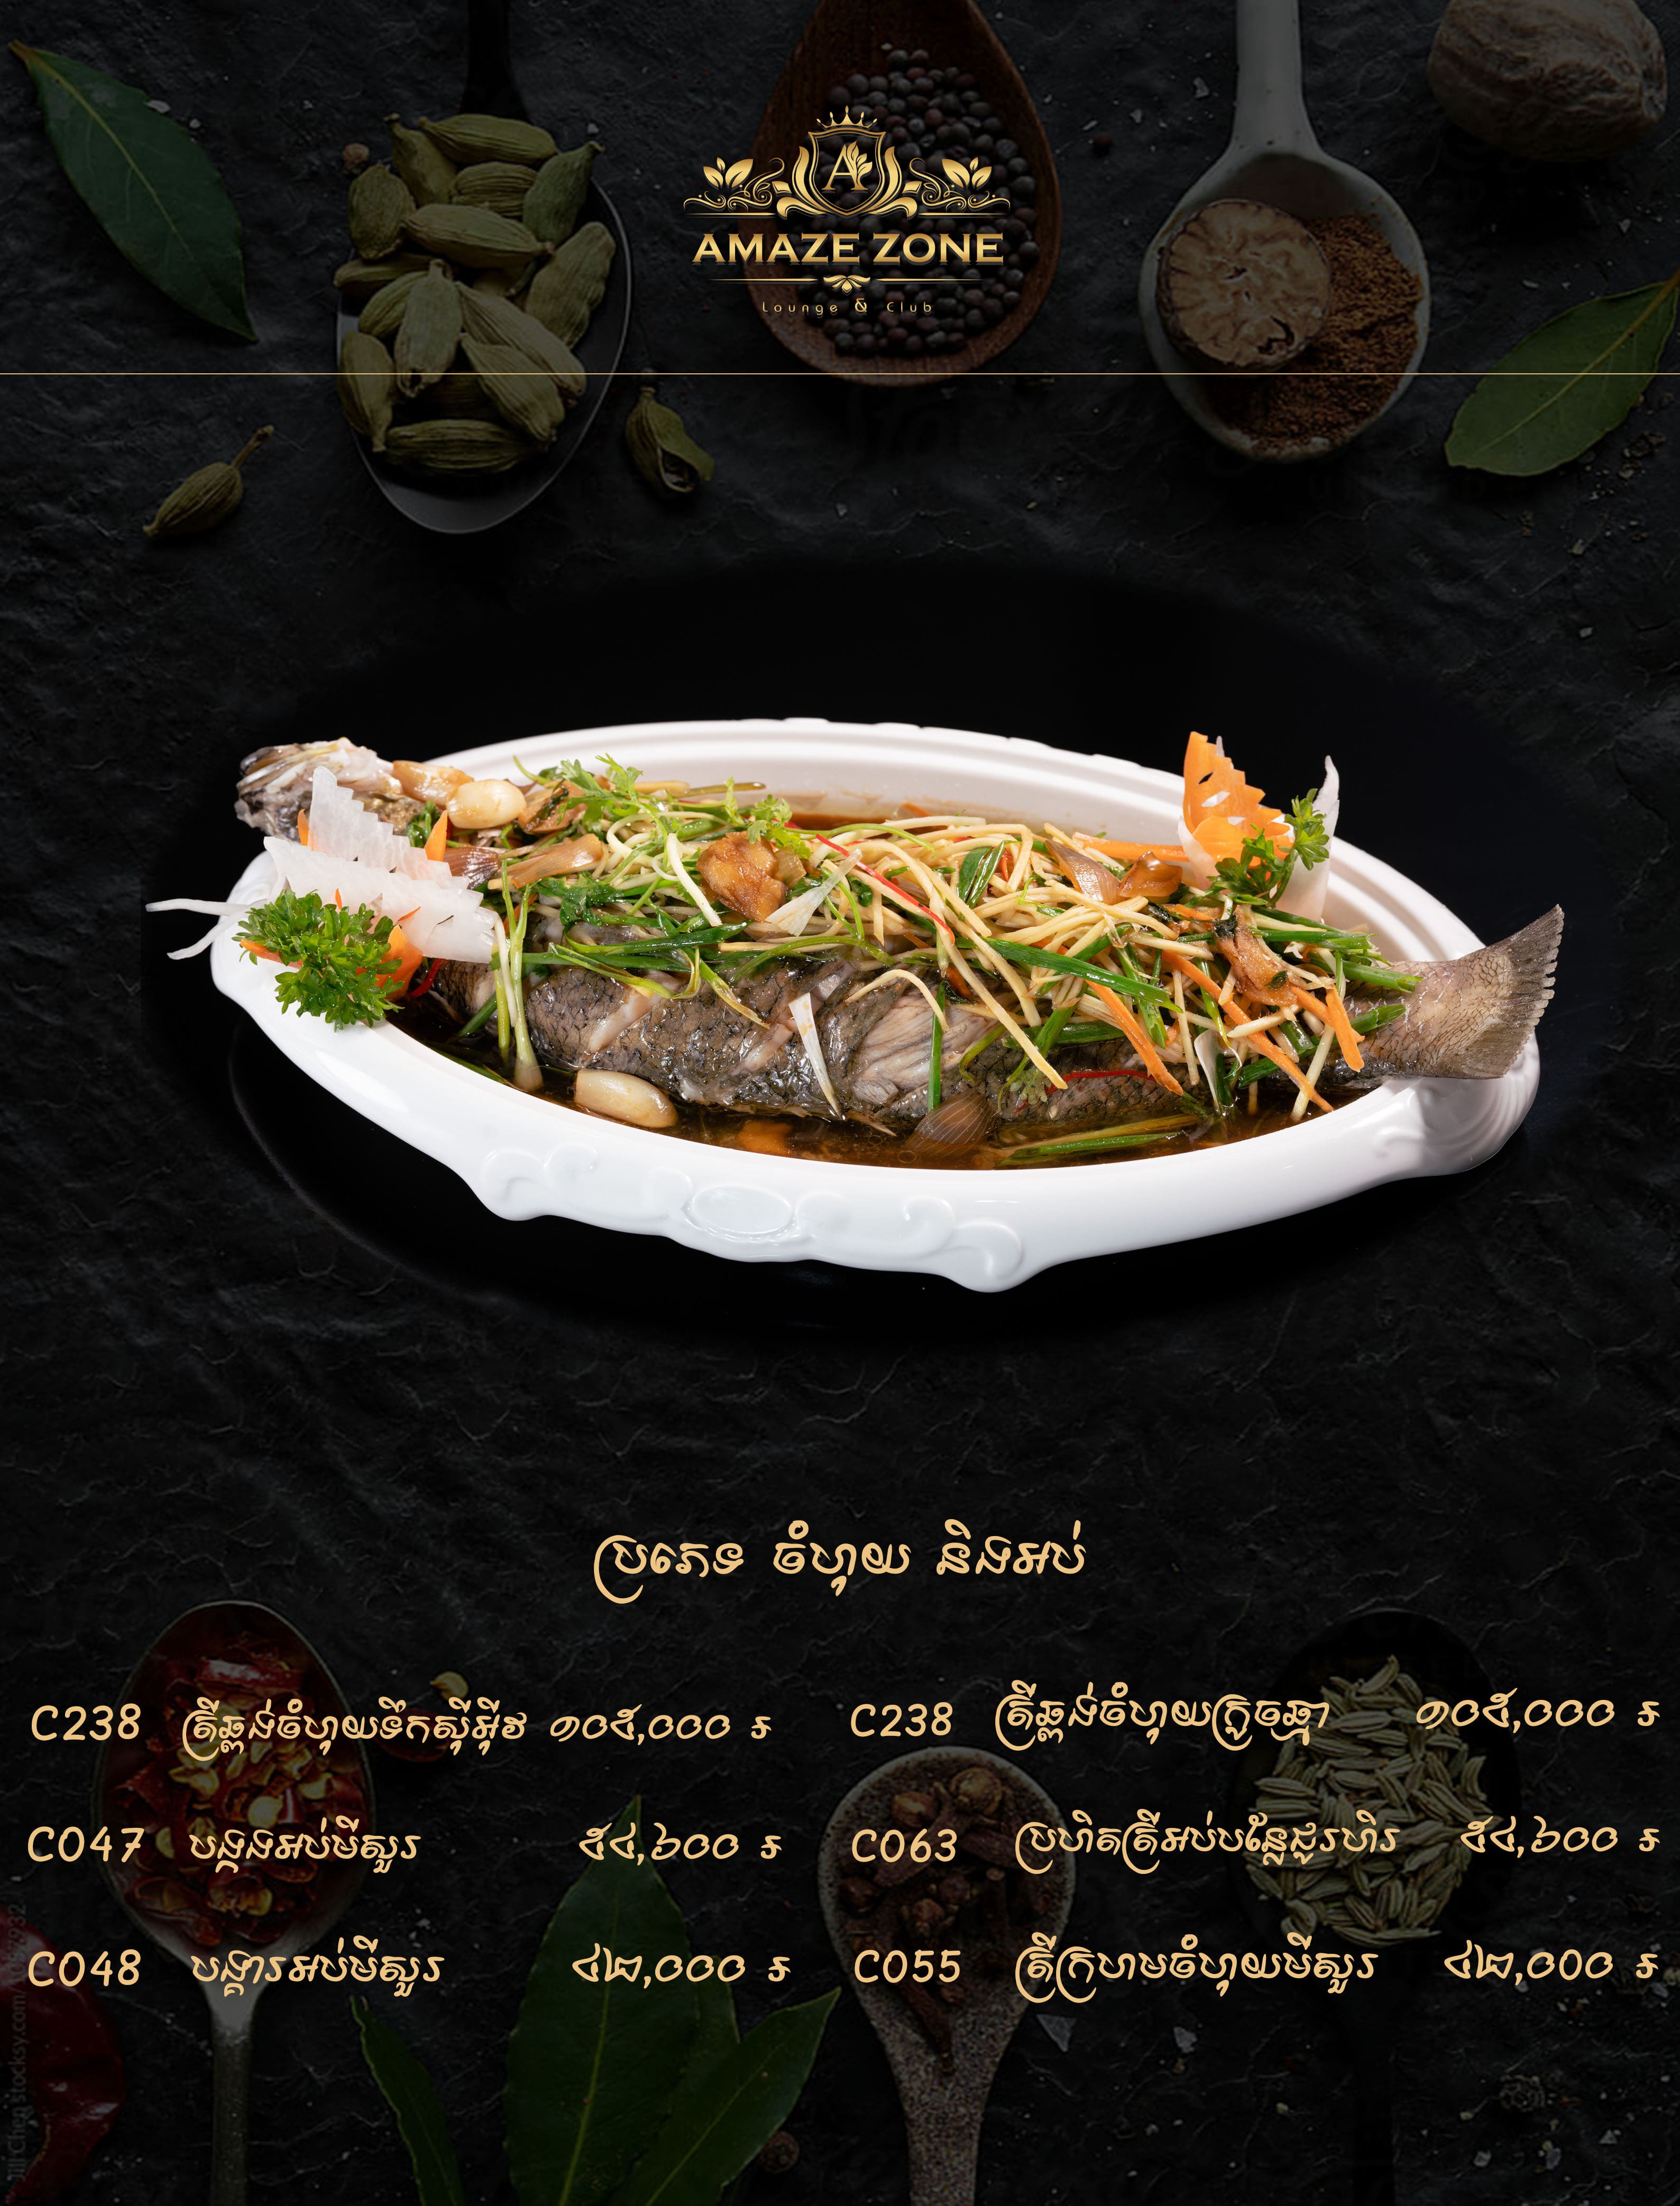 AMAZE ZONE
Lounge & Club
ប្រភេទ ចំហុយ និងអប់
C238 ត្រីឆ្លង់ចំហុយទឹកស៊ីអ៊ីវ ១០៥,០០០ ៛
C238 ត្រីឆ្លង់ចំហុយក្រូចឆ្មា ១០៥,០០០ ៛
C047 បង្កងអប់មីសួរ ៥៤,៦០០ ៛
C063 ប្រហិតត្រីអប់បន្លែជូរហិរ ៥៤,៦០០ ៛
C048 បង្គារអប់មីសួរ ៤២,០០០ ៛
C055 ត្រីក្រហមចំហុយមីសួរ ៤២,០០០ ៛